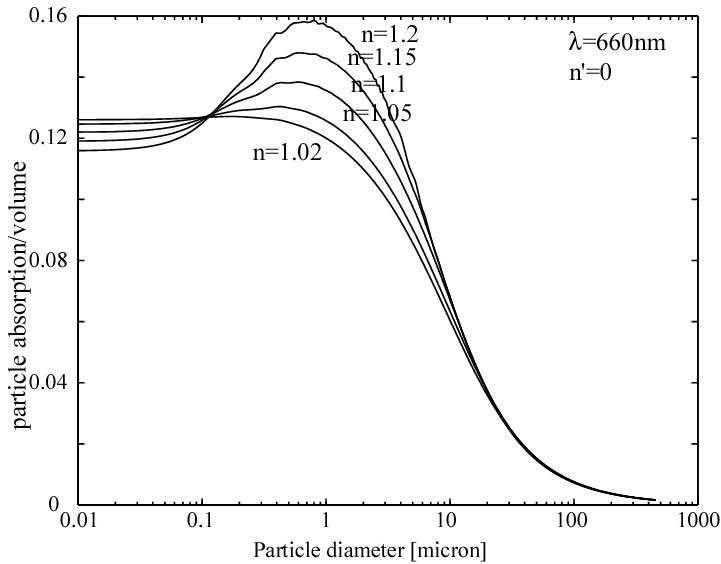 0.16
0.12
0.08
0.04
0
particle absorption/volume
n=1.2
n=1.15
n=1.1
n=1.05
n=1.02
λ=660nm
n'=0
0.01 0.1 1 10 100 1000
Particle diameter [micron]